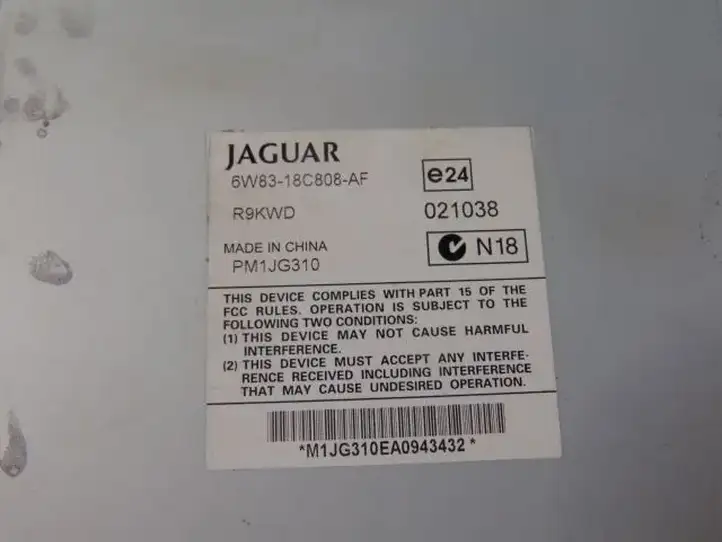 JAGUAR
6W83-18C808-AF
e24
R9KWD
021038
MADE IN CHINA
N18
PM1JG310
THIS DEVICE COMPLIES WITH PART 15 OF THE
FCC RULES. OPERATION IS SUBJECT TO THE
FOLLOWING TWO CONDITIONS:
(1) THIS DEVICE MAY NOT CAUSE HARMFUL
INTERFERENCE.
(2) THIS DEVICE MUST ACCEPT ANY INTERFE-
RENCE RECEIVED INCLUDING INTERFERENCE
THAT MAY CAUSE UNDESIRED OPERATION.
*M1JG310EA0943432*